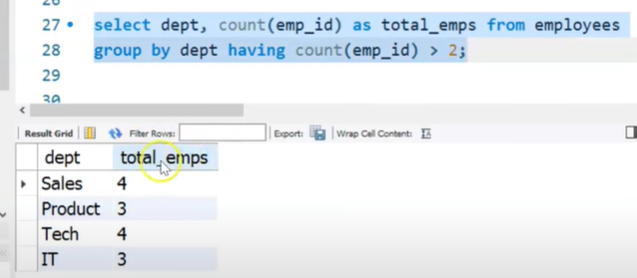 27 select dept, count(emp_id) as total_emps from employees
28 group by dept having count(emp_id) > 2;
29
30
Result Grid Filter Rows: Export: Wrap Cell Content:
dept total_emps
Sales 4
Product 3
Tech 4
IT 3